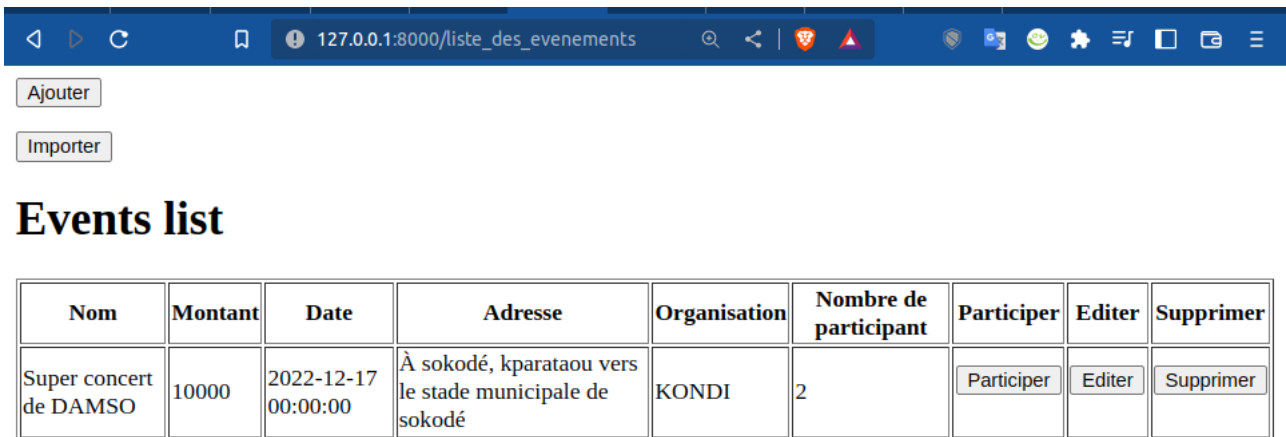 127.0.0.1:8000/liste_des_evenements
Ajouter
Importer
Events list
Nom Montant Date Adresse Organisation Nombre de participant Participer Editer Supprimer
Super concert de DAMSO 10000 2022-12-17 00:00:00 À sokodé, kparataou vers le stade municipale de sokodé KONDI 2 Participer Editer Supprimer